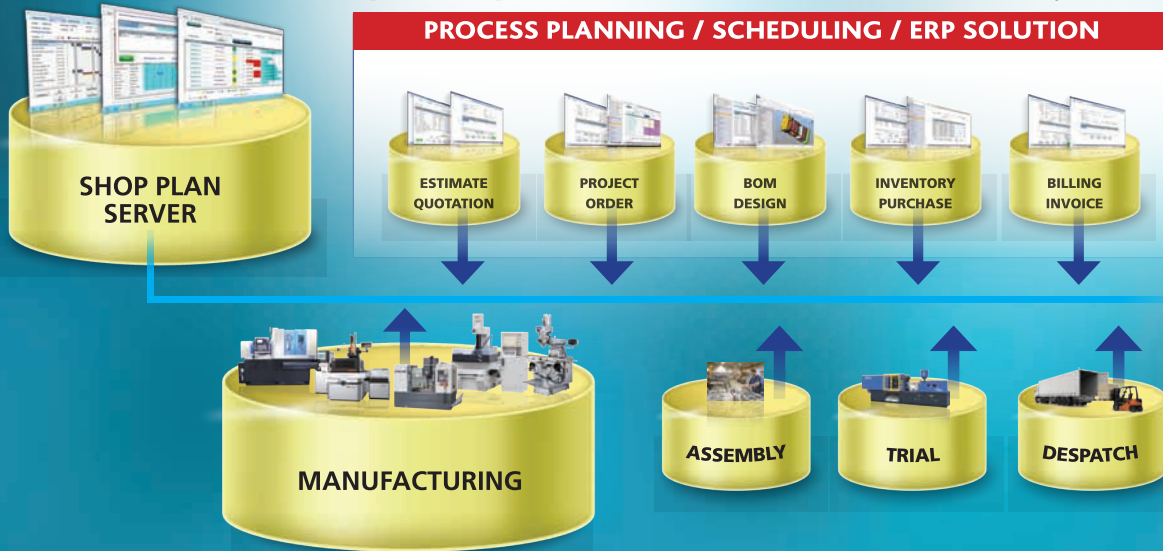 PROCESS PLANNING / SCHEDULING / ERP SOLUTION
SHOP PLAN
SERVER
ESTIMATE
QUOTATION
PROJECT
ORDER
BOM
DESIGN
INVENTORY
PURCHASE
BILLING
INVOICE
MANUFACTURING
ASSEMBLY
TRIAL
DESPATCH